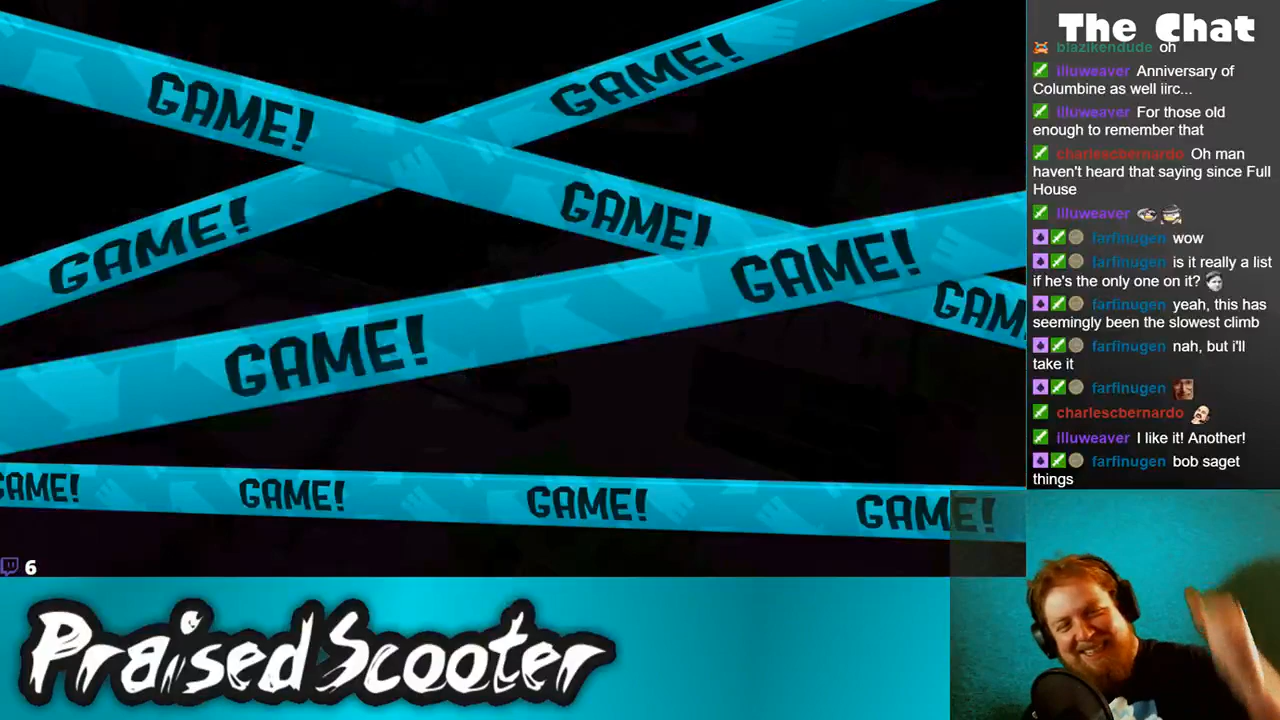 GAME!
GAME!
GAME!
GAME!
GAME!
GAM
GAME!
GAME!
GAME!
GAME!
GAME!
6
Praised Scooter
The Chat
blazikendude oh
illuweaver Anniversary of
Columbine as well iirc...
illuweaver For those old
enough to remember that
charlescbernardo Oh man
haven't heard that saying since Full
House
illuweaver
farfinugen wow
farfinugen is it really a list
if he's the only one on it?
farfinugen yeah, this has
seemingly been the slowest climb
farfinugen nah, but i'll
take it
farfinugen
charlescbernardo
illuweaver I like it! Another!
farfinugen bob saget
things